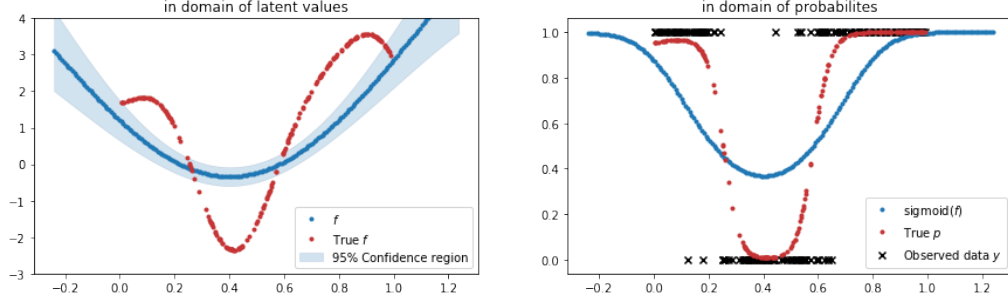 in domain of latent values
4
3
2
1
0
−1
−2
−3
−0.2 0.0 0.2 0.4 0.6 0.8 1.0 1.2
f
True f
95% Confidence region
in domain of probabilites
1.0
0.8
0.6
0.4
0.2
0.0
−0.2 0.0 0.2 0.4 0.6 0.8 1.0 1.2
sigmoid(f)
True p
Observed data y